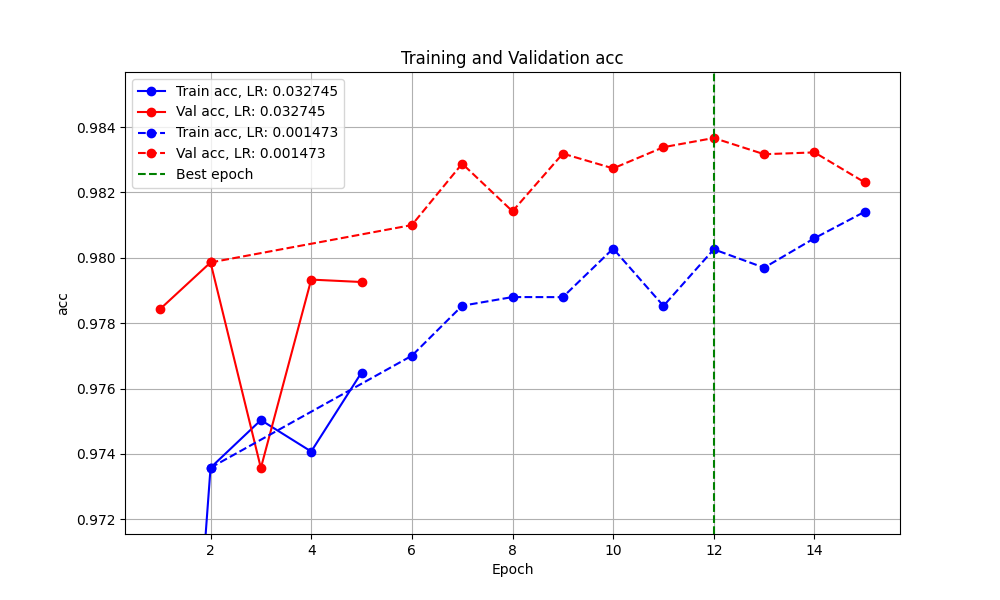 Training and Validation acc
Train acc, LR: 0.032745
Val acc, LR: 0.032745
Train acc, LR: 0.001473
Val acc, LR: 0.001473
Best epoch
0.984
0.982
0.980
0.978
0.976
0.974
0.972
acc
2 4 6 8 10 12 14
Epoch